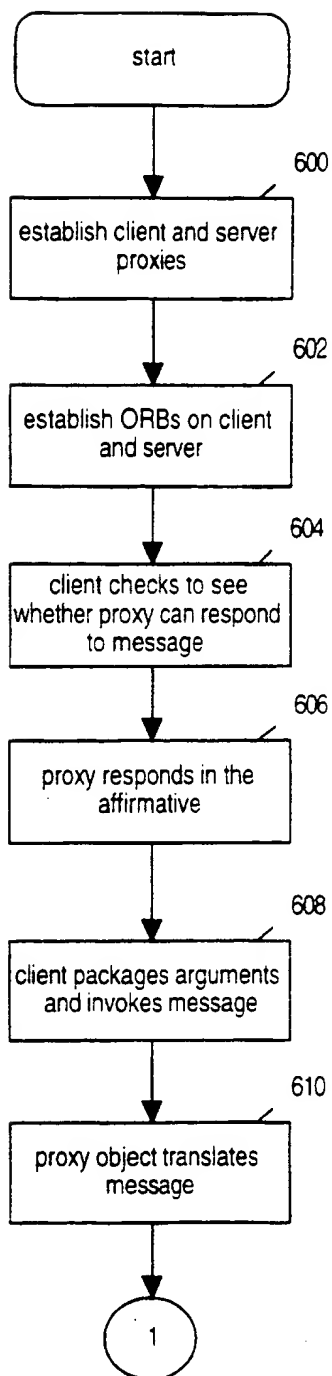 start
600
establish client and server
proxies
602
establish ORBs on client
and server
604
client checks to see
whether proxy can respond
to message
606
proxy responds in the
affirmative
608
client packages arguments
and invokes message
610
proxy object translates
message
1